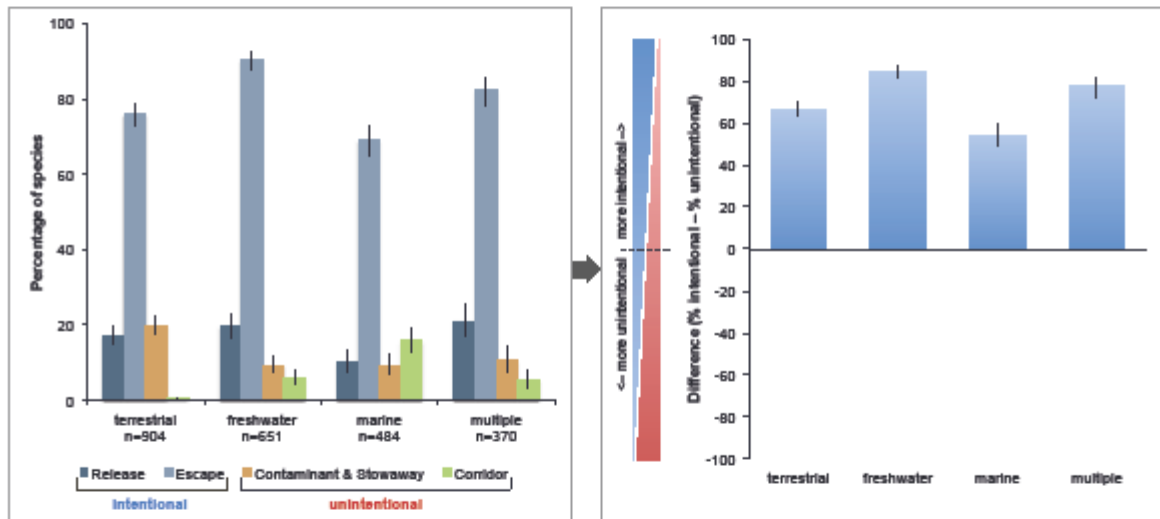 100
80
60
40
20
0
Percentage of species
terrestrial freshwater marine multiple
n=904 n=651 n=484 n=370
Release Escape Contaminant & Stowaway Corridor
intentional unintentional
<-- more unintentional more intentional -->
Difference (% intentional – % unintentional)
100
80
60
40
20
0
-20
-40
-60
-80
-100
terrestrial freshwater marine multiple